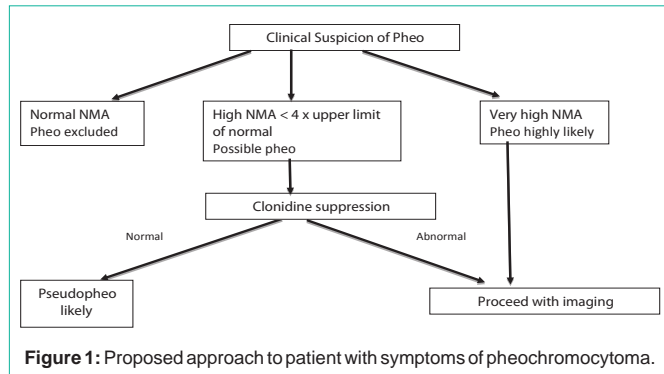 Clinical Suspicion of Pheo
Normal NMA
Pheo excluded
High NMA < 4 x upper limit
of normal
Possible pheo
Very high NMA
Pheo highly likely
Clonidine suppression
Normal
Abnormal
Pseudopheo
likely
Proceed with imaging
Figure 1: Proposed approach to patient with symptoms of pheochromocytoma.